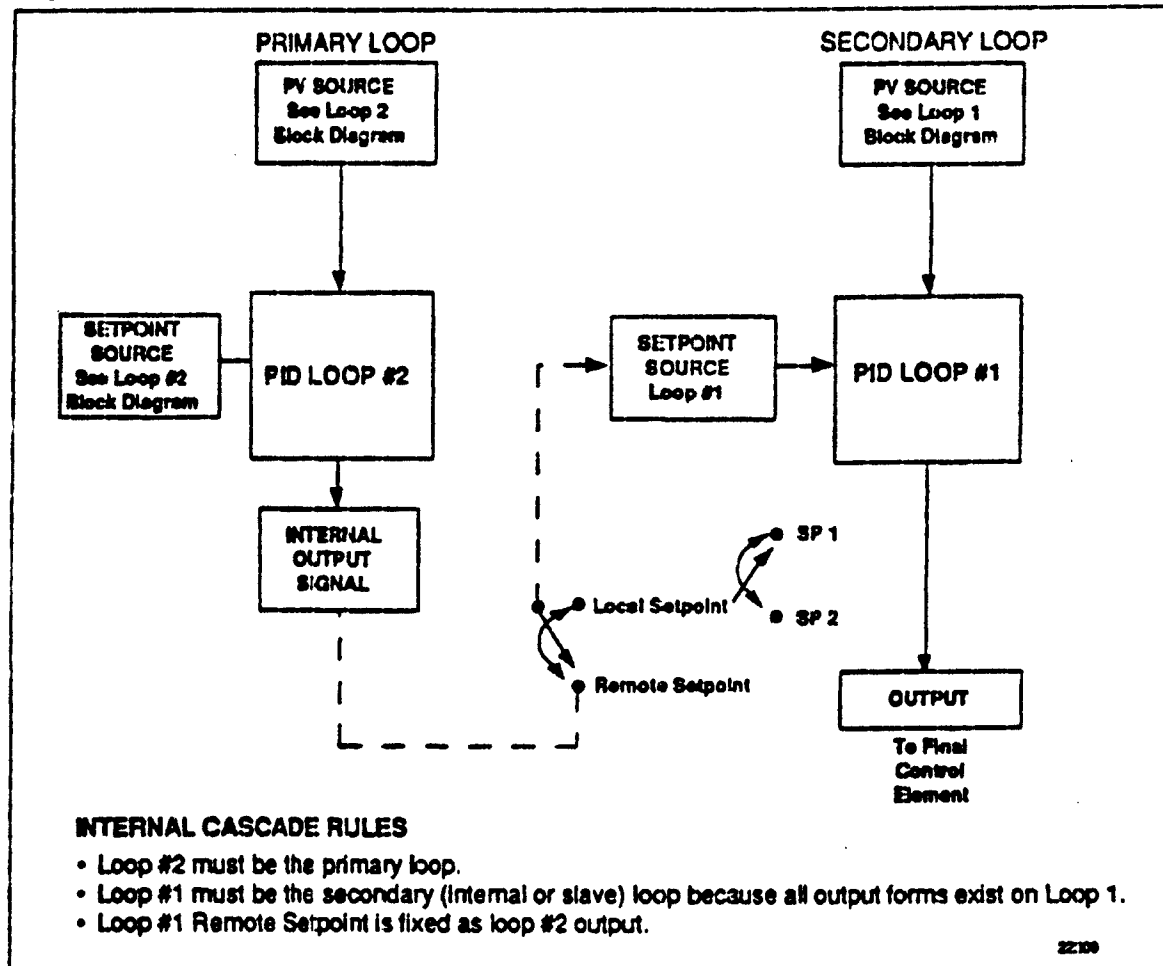 PRIMARY LOOP
SECONDARY LOOP
PV SOURCE
See Loop 2
Block Diagram
PV SOURCE
See Loop 1
Block Diagram
SETPOINT
SOURCE
See Loop #2
Block Diagram
PID LOOP #2
SETPOINT
SOURCE
Loop #1
PID LOOP #1
INTERNAL
OUTPUT
SIGNAL
SP 1
Local Setpoint
SP 2
Remote Setpoint
OUTPUT
To Final
Control
Element
INTERNAL CASCADE RULES
• Loop #2 must be the primary loop.
• Loop #1 must be the secondary (internal or slave) loop because all output forms exist on Loop 1.
• Loop #1 Remote Setpoint is fixed as loop #2 output.